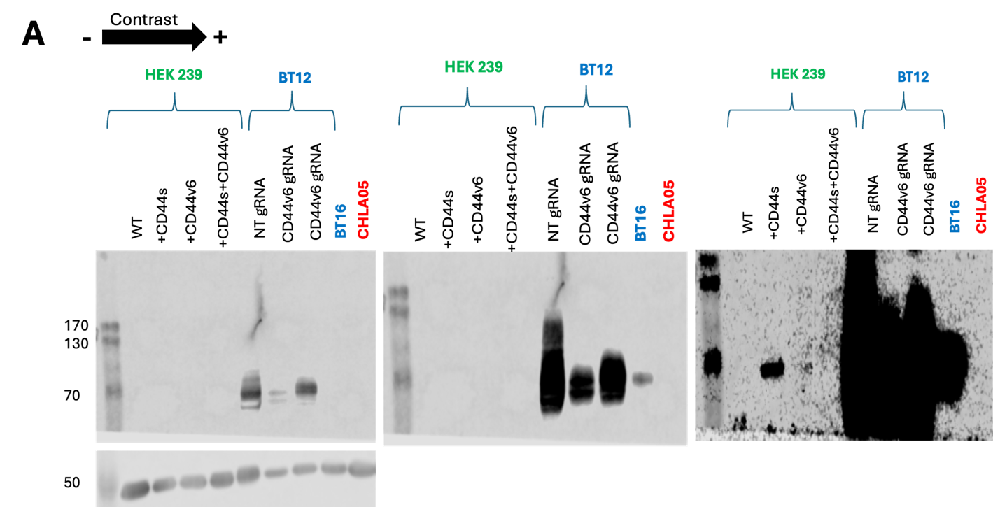 A
Contrast
- +
HEK 239
BT12
WT
+CD44s
+CD44v6
+CD44s+CD44v6
NT gRNA
CD44v6 gRNA
CD44v6 gRNA
BT16
CHLA05
HEK 239
BT12
WT
+CD44s
+CD44v6
+CD44s+CD44v6
NT gRNA
CD44v6 gRNA
CD44v6 gRNA
BT16
CHLA05
HEK 239
BT12
WT
+CD44s
+CD44v6
+CD44s+CD44v6
NT gRNA
CD44v6 gRNA
CD44v6 gRNA
BT16
CHLA05
170
130
70
50